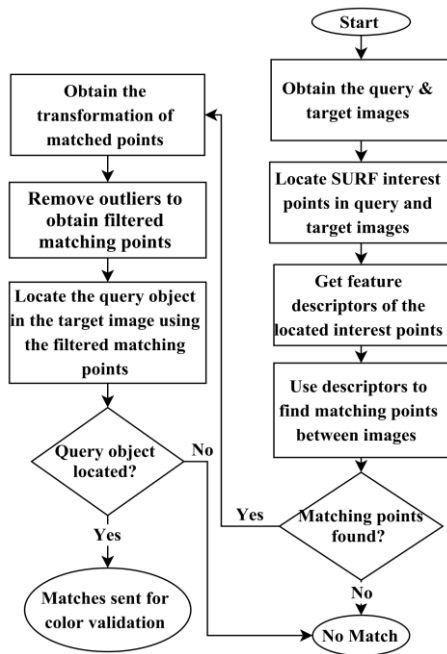 Start
Obtain the query &
target images
Locate SURF interest
points in query and
target images
Get feature
descriptors of the
located interest points
Use descriptors to
find matching points
between images
Matching points
found?
Yes
No
No Match
Obtain the
transformation of
matched points
Remove outliers to
obtain filtered
matching points
Locate the query object
in the target image using
the filtered matching
points
Query object
located?
No
Yes
Matches sent for
color validation